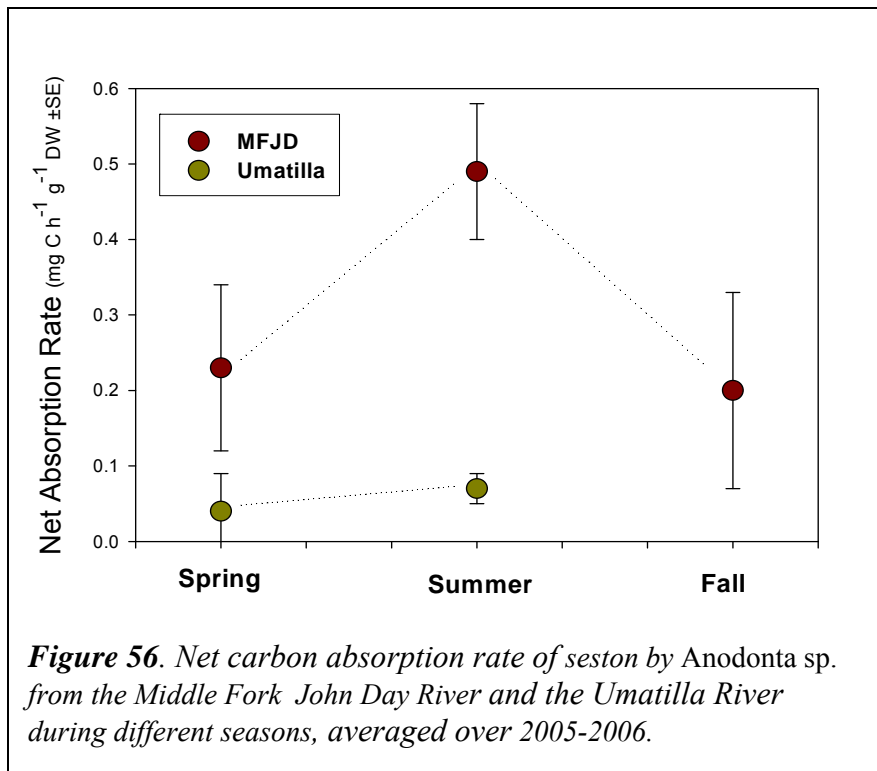 0.6
0.5
0.4
0.3
0.2
0.1
0.0
Net Absorption Rate (mg C h⁻¹ g⁻¹ DW ±SE)
MFJD
Umatilla
Spring
Summer
Fall
Figure 56. Net carbon absorption rate of seston by Anodonta sp.
from the Middle Fork John Day River and the Umatilla River
during different seasons, averaged over 2005-2006.